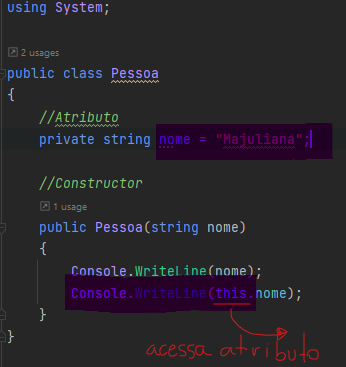 using System;
2 usages
public class Pessoa
{
//Atributo
private string nome = "Majuliana";
//Constructor
1 usage
public Pessoa(string nome)
{
Console.WriteLine(nome);
Console.WriteLine(this.nome);
}
}
acessa atributo